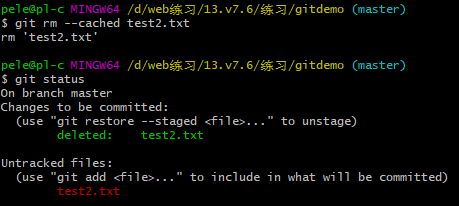 pele@pl-c MINGW64 /d/web练习/13.v7.6/练习/gitdemo (master)
$ git rm --cached test2.txt
rm 'test2.txt'
pele@pl-c MINGW64 /d/web练习/13.v7.6/练习/gitdemo (master)
$ git status
On branch master
Changes to be committed:
  (use "git restore --staged <file>..." to unstage)
        deleted:    test2.txt
Untracked files:
  (use "git add <file>..." to include in what will be committed)
        test2.txt